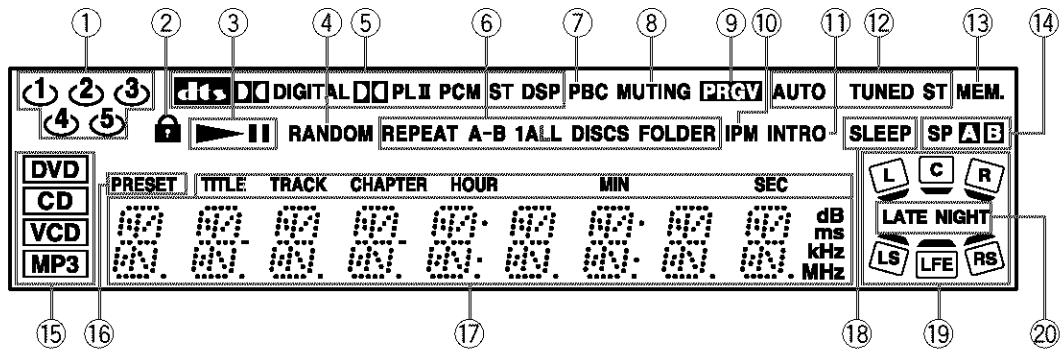 1 2 3 4 5 6 7 8 9 10 11 12 13 14
1 2 3 dts DIGITAL PL II PCM ST DSP PBC MUTING PRGV AUTO TUNED ST MEM.
4 5 RANDOM REPEAT A-B 1ALL DISCS FOLDER IPM INTRO SLEEP SP A B
DVD PRESET TITLE TRACK CHAPTER HOUR MIN SEC L C R
CD
VCD dB LATE NIGHT
ms
kHz
MP3 MHz LS LFE RS
15 16 17 18 19 20